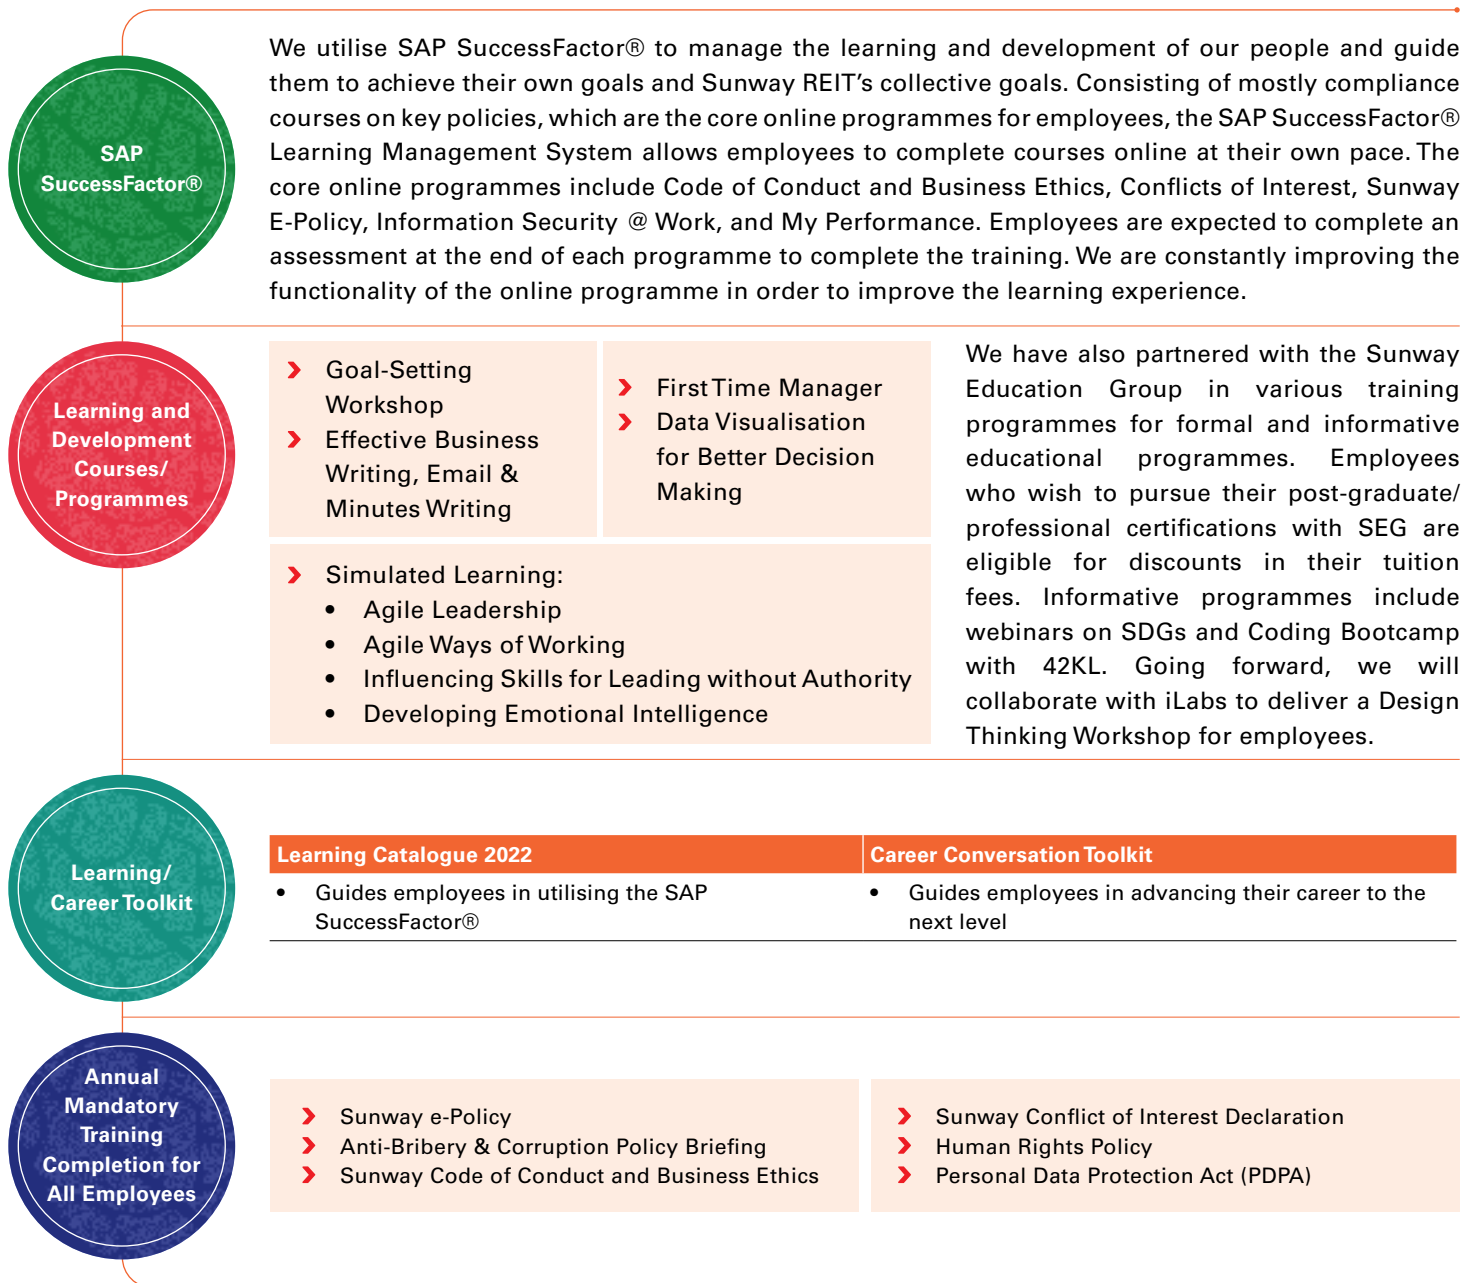 SAP
SuccessFactor®
We utilise SAP SuccessFactor® to manage the learning and development of our people and guide
them to achieve their own goals and Sunway REIT’s collective goals. Consisting of mostly compliance
courses on key policies, which are the core online programmes for employees, the SAP SuccessFactor®
Learning Management System allows employees to complete courses online at their own pace. The
core online programmes include Code of Conduct and Business Ethics, Conflicts of Interest, Sunway
E-Policy, Information Security @ Work, and My Performance. Employees are expected to complete an
assessment at the end of each programme to complete the training. We are constantly improving the
functionality of the online programme in order to improve the learning experience.
Learning and
Development
Courses/
Programmes
Goal-Setting
Workshop
Effective Business
Writing, Email &
Minutes Writing
First Time Manager
Data Visualisation
for Better Decision
Making
Simulated Learning:
• Agile Leadership
• Agile Ways of Working
• Influencing Skills for Leading without Authority
• Developing Emotional Intelligence
We have also partnered with the Sunway
Education Group in various training
programmes for formal and informative
educational programmes. Employees
who wish to pursue their post-graduate/
professional certifications with SEG are
eligible for discounts in their tuition
fees. Informative programmes include
webinars on SDGs and Coding Bootcamp
with 42KL. Going forward, we will
collaborate with iLabs to deliver a Design
Thinking Workshop for employees.
Learning/
Career Toolkit
Learning Catalogue 2022
• Guides employees in utilising the SAP
SuccessFactor®
Career Conversation Toolkit
• Guides employees in advancing their career to the
next level
Annual
Mandatory
Training
Completion for
All Employees
Sunway e-Policy
Anti-Bribery & Corruption Policy Briefing
Sunway Code of Conduct and Business Ethics
Sunway Conflict of Interest Declaration
Human Rights Policy
Personal Data Protection Act (PDPA)